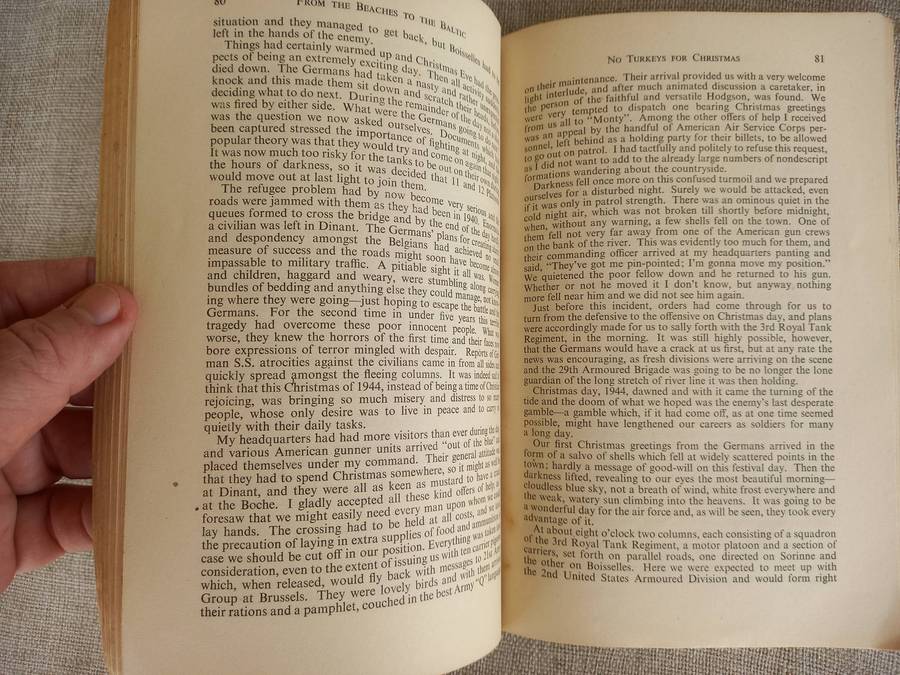 80 FROM THE BEACHES TO THE BALTIC
situation and they managed to get back, but Boisselles had to be
left in the hands of the enemy.
Things had certainly warmed up and Christmas Eve had the
pects of being an extremely exciting day. Then all activity
died down. The Germans had taken a nasty and rather
knock and this made them sit down and scratch their heads
deciding what to do next. During the remainder of the day not a
was fired by either side. What were the Germans going to do
was the question we now asked ourselves. Documents which
been captured stressed the importance of fighting at night,
popular theory was that they would try and come on again that
It was now much too risky for the tanks to be out on their own
the hours of darkness, so it was decided that 11 and 12
would move out at last light to join them.
The refugee problem had by now become very serious and
roads were jammed with them as they had been in 1940. Enormous
queues formed to cross the bridge and by the end of the day
a civilian was left in Dinant. The Germans' plans for creating
and despondency amongst the Belgians had achieved no
measure of success and the roads might soon have become
impassable to military traffic. A pitiable sight it all was. Women
and children, haggard and weary, were stumbling along
bundles of bedding and anything else they could manage, not
ing where they were going—just hoping to escape the battle and
Germans. For the second time in under five years this
tragedy had overcome these poor innocent people. What was
worse, they knew the horrors of the first time and their faces
bore expressions of terror mingled with despair. Reports of Ger-
man S.S. atrocities against the civilians came in from all sides and
quickly spread amongst the fleeing columns. It was indeed sad to
think that this Christmas of 1944, instead of being a time of Christmas
rejoicing, was bringing so much misery and distress to so many
people, whose only desire was to live in peace and to carry on
quietly with their daily tasks.
My headquarters had had more visitors than ever during the day
and various American gunner units arrived "out of the blue" and
placed themselves under my command. Their general attitude was
that they had to spend Christmas somewhere, so it might as well be
at Dinant, and they were all as keen as mustard to have a crack
at the Boche. I gladly accepted all these kind offers of help, as I
foresaw that we might easily need every man upon whom we could
lay hands. The crossing had to be held at all costs, and we took
the precaution of laying in extra supplies of food and ammunition in
case we should be cut off in our position. Everything was taken into
consideration, even to the extent of issuing us with ten carrier pigeons
which, when released, would fly back with messages to 21st Army
Group at Brussels. They were lovely birds and with them arrived
their rations and a pamphlet, couched in the best Army "Q" language
NO TURKEYS FOR CHRISTMAS 81
on their maintenance. Their arrival provided us with a very welcome
light interlude, and after much animated discussion a caretaker, in
the person of the faithful and versatile Hodgson, was found. We
were very tempted to dispatch one bearing Christmas greetings
from us all to "Monty". Among the other offers of help I received
was an appeal by the handful of American Air Service Corps per-
sonnel, left behind as a holding party for their billets, to be allowed
to go out on patrol. I had tactfully and politely to refuse this request,
as I did not want to add to the already large numbers of nondescript
formations wandering about the countryside.
Darkness fell once more on this confused turmoil and we prepared
ourselves for a disturbed night. Surely we would be attacked, even
if it was only in patrol strength. There was an ominous quiet in the
cold night air, which was not broken till shortly before midnight,
when, without any warning, a few shells fell on the town. One of
them fell not very far away from one of the American gun crews
on the bank of the river. This was evidently too much for them, and
their commanding officer arrived at my headquarters panting and
said, "They've got me pin-pointed; I'm gonna move my position."
We quietened the poor fellow down and he returned to his gun.
Whether or not he moved it I don't know, but anyway nothing
more fell near him and we did not see him again.
Just before this incident, orders had come through for us to
turn from the defensive to the offensive on Christmas day, and plans
were accordingly made for us to sally forth with the 3rd Royal Tank
Regiment, in the morning. It was still highly possible, however,
that the Germans would have a crack at us first, but at any rate the
news was encouraging, as fresh divisions were arriving on the scene
and the 29th Armoured Brigade was going to be no longer the lone
guardian of the long stretch of river line it was then holding.
Christmas day, 1944, dawned and with it came the turning of the
tide and the doom of what we hoped was the enemy's last desperate
gamble—a gamble which, if it had come off, as at one time seemed
possible, might have lengthened our careers as soldiers for many
a long day.
Our first Christmas greetings from the Germans arrived in the
form of a salvo of shells which fell at widely scattered points in the
town; hardly a message of good-will on this festival day. Then the
darkness lifted, revealing to our eyes the most beautiful morning—
cloudless blue sky, not a breath of wind, white frost everywhere and
the weak, watery sun climbing into the heavens. It was going to be
a wonderful day for the air force and, as will be seen, they took every
advantage of it.
At about eight o'clock two columns, each consisting of a squadron
of the 3rd Royal Tank Regiment, a motor platoon and a section of
carriers, set forth on parallel roads, one directed on Sorinne and
the other on Boisselles. Here we were expected to meet up with
the 2nd United States Armoured Division and would form right